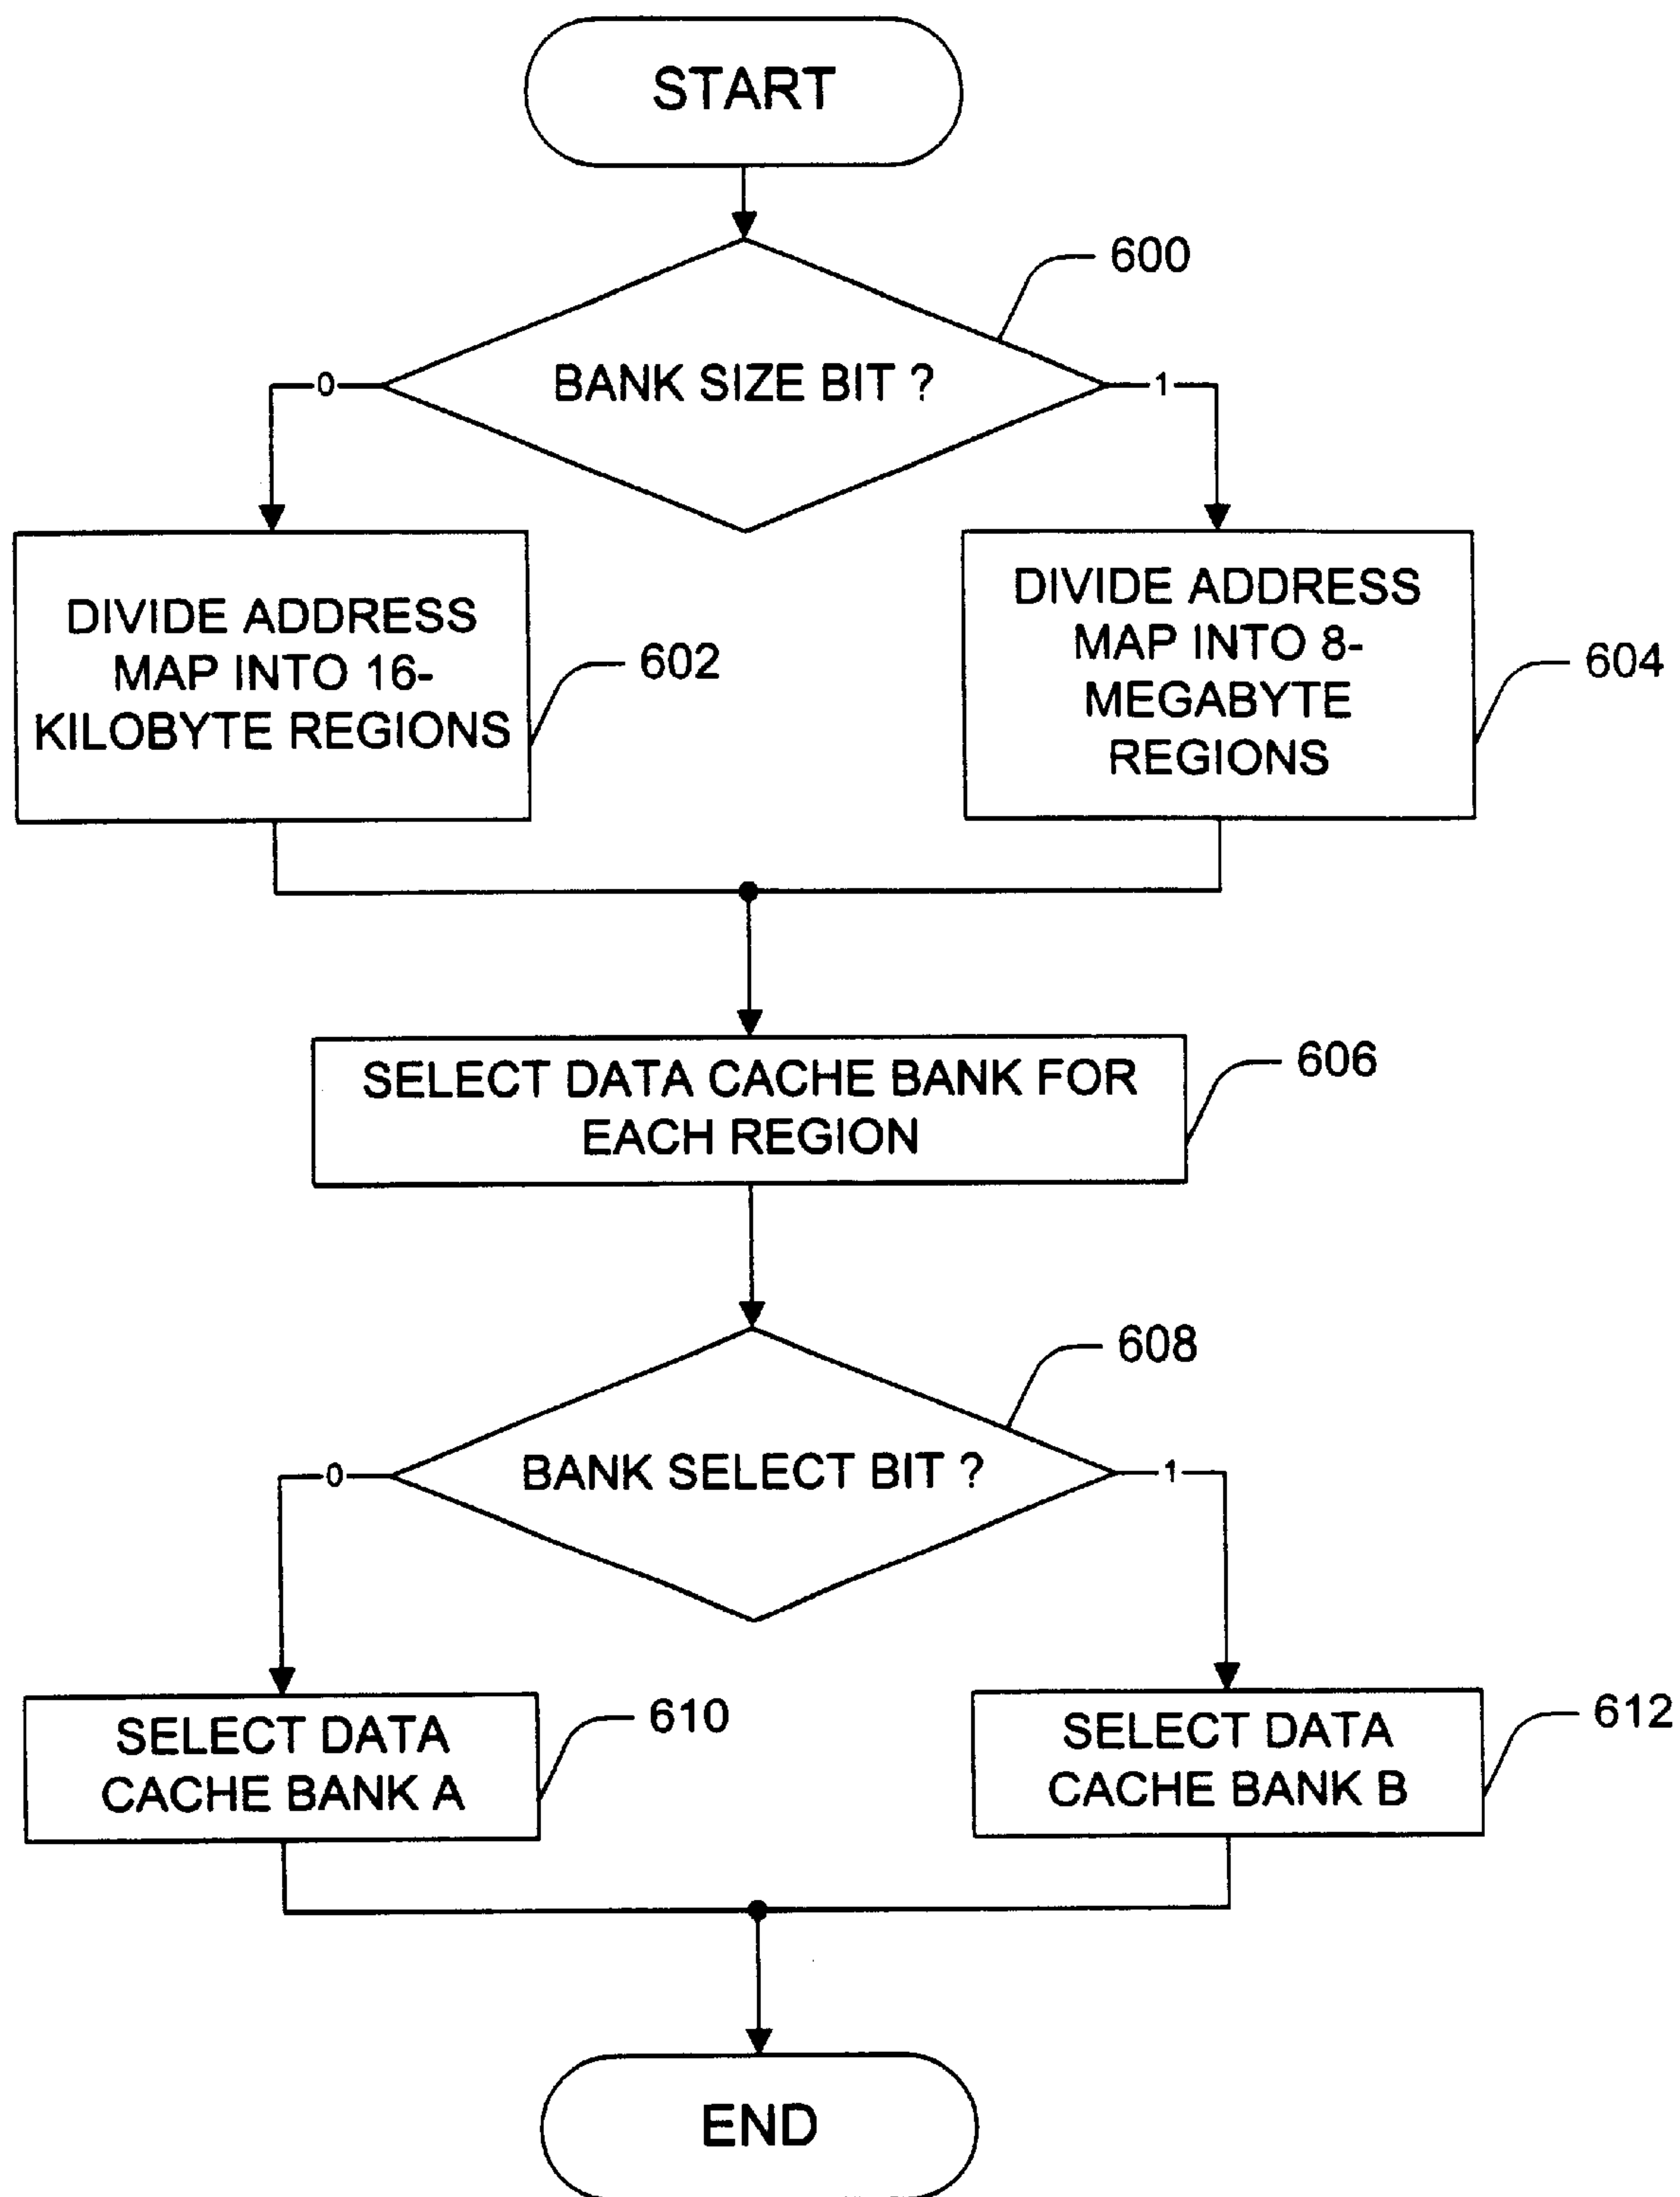 START
600
BANK SIZE BIT ?
0
1
DIVIDE ADDRESS
MAP INTO 16-
KILOBYTE REGIONS
602
DIVIDE ADDRESS
MAP INTO 8-
MEGABYTE
REGIONS
604
SELECT DATA CACHE BANK FOR
EACH REGION
606
608
BANK SELECT BIT ?
0
1
SELECT DATA
CACHE BANK A
610
SELECT DATA
CACHE BANK B
612
END